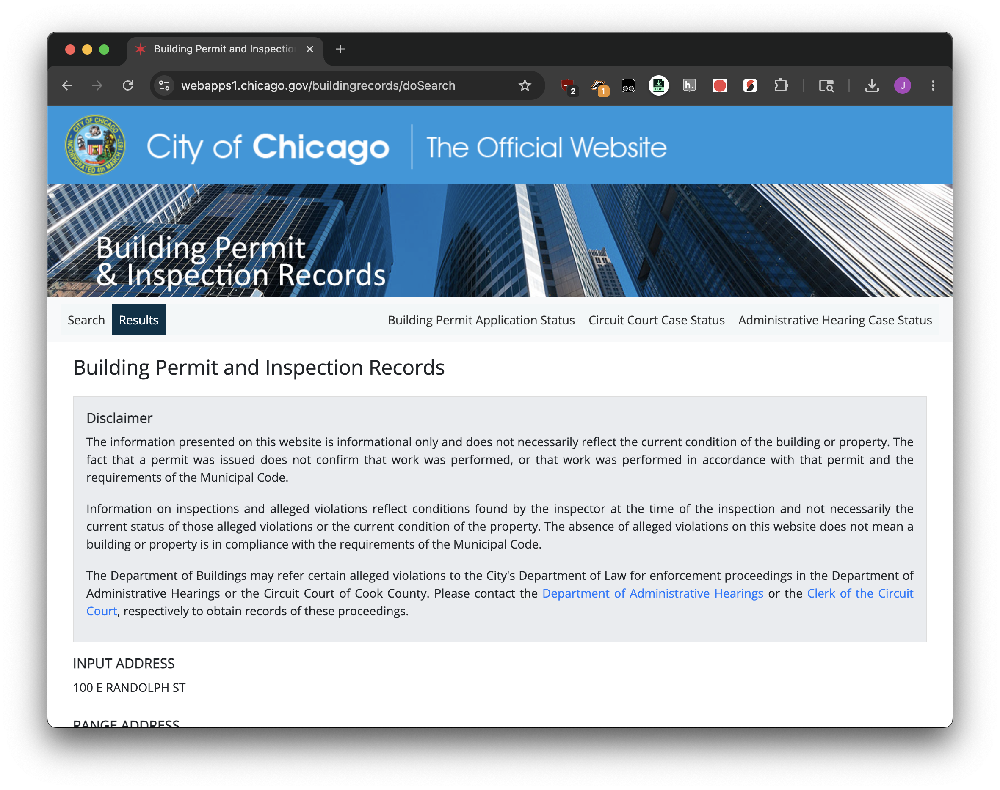 Building Permit and Inspectio
webapps1.chicago.gov/buildingrecords/doSearch
2
1
PDF
h.
J
CITY OF CHICAGO
INCORPORATED 4th MARCH 1837
City of Chicago
The Official Website
Building Permit
& Inspection Records
Search
Results
Building Permit Application Status
Circuit Court Case Status
Administrative Hearing Case Status
Building Permit and Inspection Records
Disclaimer
The information presented on this website is informational only and does not necessarily reflect the current condition of the building or property. The
fact that a permit was issued does not confirm that work was performed, or that work was performed in accordance with that permit and the
requirements of the Municipal Code.
Information on inspections and alleged violations reflect conditions found by the inspector at the time of the inspection and not necessarily the
current status of those alleged violations or the current condition of the property. The absence of alleged violations on this website does not mean a
building or property is in compliance with the requirements of the Municipal Code.
The Department of Buildings may refer certain alleged violations to the City's Department of Law for enforcement proceedings in the Department of
Administrative Hearings or the Circuit Court of Cook County. Please contact the Department of Administrative Hearings or the Clerk of the Circuit
Court, respectively to obtain records of these proceedings.
INPUT ADDRESS
100 E RANDOLPH ST
RANGE ADDRESS